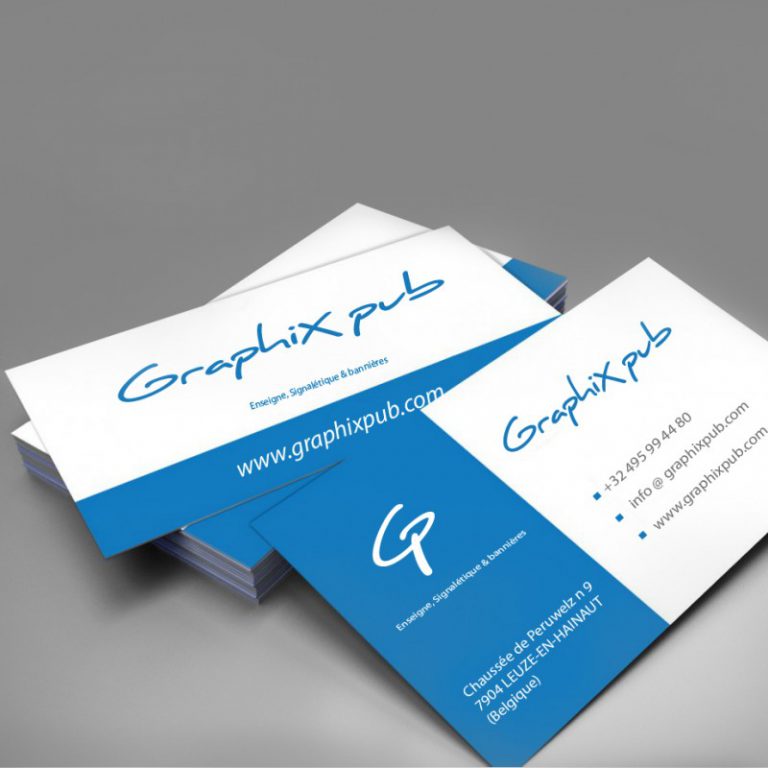 GraphiX pub
Enseigne, Signalétique & bannières
www.graphixpub.com
GraphiX pub
+32 495 99 44 80
info @ graphixpub.com
www.graphixpub.com
Enseigne, Signalétique & bannières
Chaussée de Peruwelz n 9
7904 LEUZE-EN-HAINAUT
(Belgique)